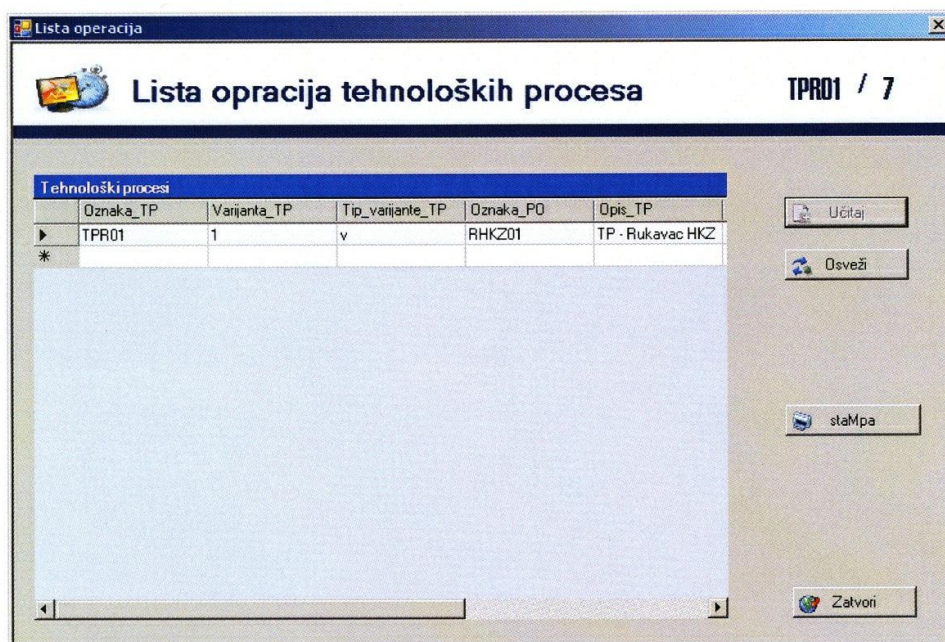 Lista operacija
Lista opracija tehnoloških procesa
TPR01 / 7
Tehnološki procesi
Oznaka_TP Varijanta_TP Tip_varijante_TP Oznaka_PO Opis_TP
TPR01 1 v RHKZ01 TP - Rukavac HKZ
Učitaj
Osveži
staMpa
Zatvori